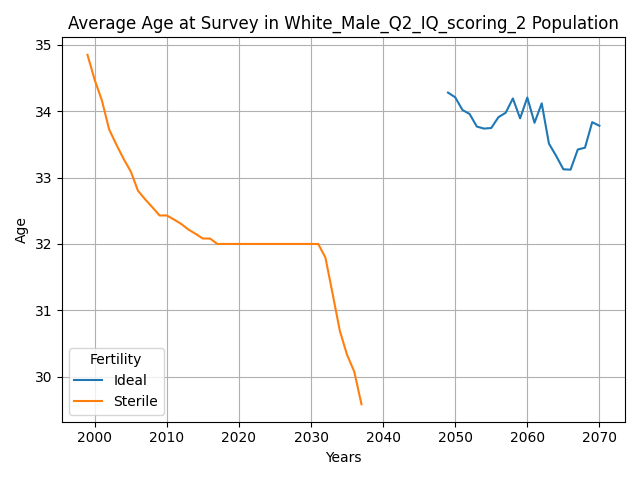 Average Age at Survey in White_Male_Q2_IQ_scoring_2 Population
35
34
33
32
31
30
Age
Fertility
Ideal
Sterile
2000 2010 2020 2030 2040 2050 2060 2070
Years